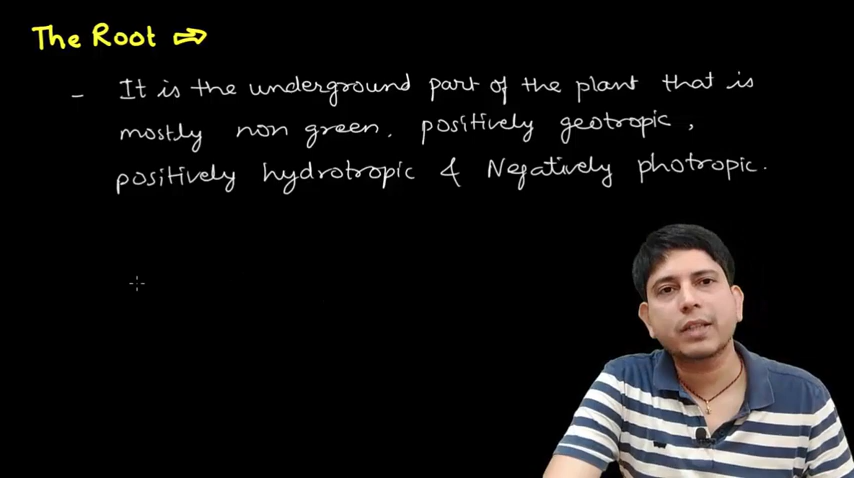 The Root ⇒
- It is the underground part of the plant that is
mostly non green, positively geotropic,
positively hydrotropic & Negatively photropic.